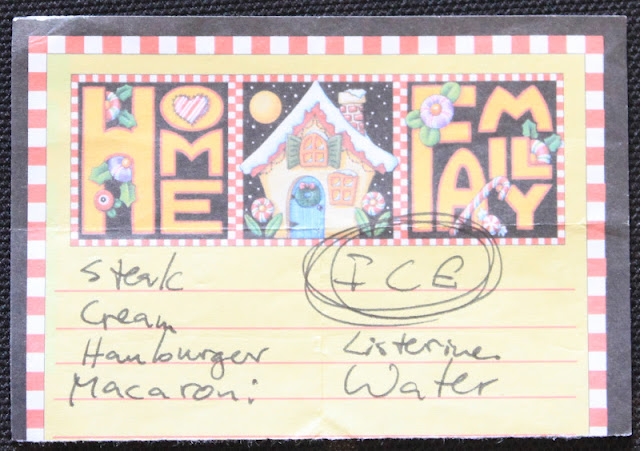 HOME
FAMILY
Steak
Cream
Hamburger
Macaroni
ICE
Listerine
Water